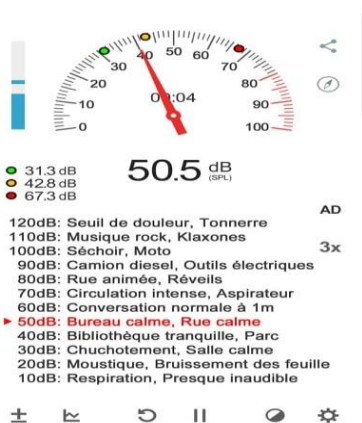 0
10
20
30
40
50
60
70
80
90
100
00:04
31.3 dB
42.8 dB
67.3 dB
50.5 dB
(SPL)
AD
3x
120dB: Seuil de douleur, Tonnerre
110dB: Musique rock, Klaxones
100dB: Séchoir, Moto
90dB: Camion diesel, Outils électriques
80dB: Rue animée, Réveils
70dB: Circulation intense, Aspirateur
60dB: Conversation normale à 1m
50dB: Bureau calme, Rue calme
40dB: Bibliothèque tranquille, Parc
30dB: Chuchotement, Salle calme
20dB: Moustique, Bruissement des feuille
10dB: Respiration, Presque inaudible